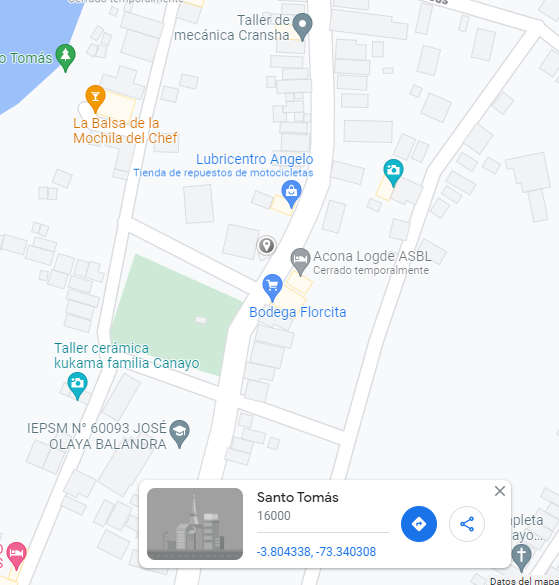 Cerrado temporalmente
Taller de
mecánica Cransha
Tomás
La Balsa de la
Mochila del Chef
Lubricentro Angelo
Tienda de repuestos de motocicletas
Acona Logde ASBL
Cerrado temporalmente
Bodega Florcita
Taller cerámica
kukama familia Canayo
IEPSM N° 60093 JOSÉ
OLAYA BALANDRA
Santo Tomás
16000
-3.804338, -73.340308
Datos del mapa